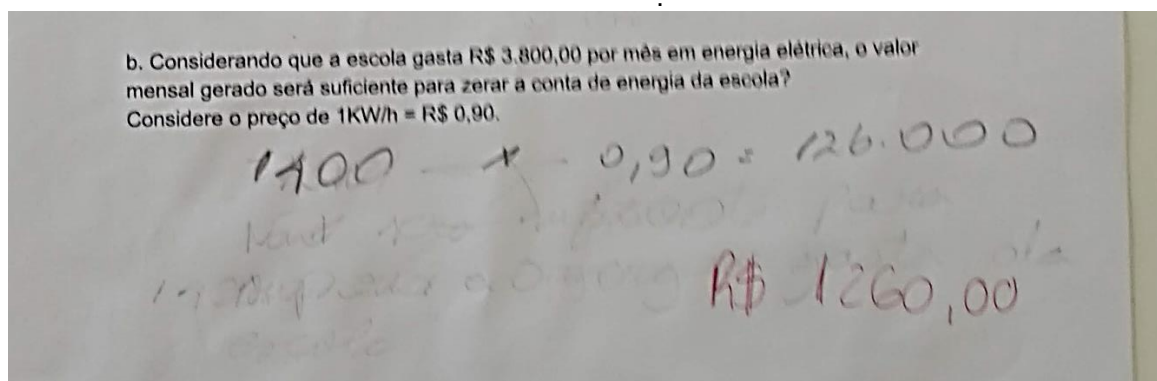 b. Considerando que a escola gasta R$ 3.800,00 por mês em energia elétrica, o valor
mensal gerado será suficiente para zerar a conta de energia da escola?
Considere o preço de 1KW/h = R$ 0,90.
1400 x 0,90 = 126.000
R$ 1260,00